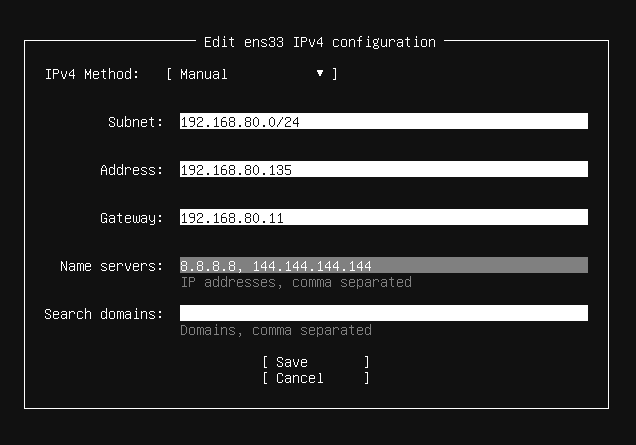 Edit ens33 IPv4 configuration
IPv4 Method: [ Manual ▼ ]
Subnet: 192.168.80.0/24
Address: 192.168.80.135
Gateway: 192.168.80.11
Name servers: 8.8.8.8, 144.144.144.144
IP addresses, comma separated
Search domains:
Domains, comma separated
[ Save ]
[ Cancel ]